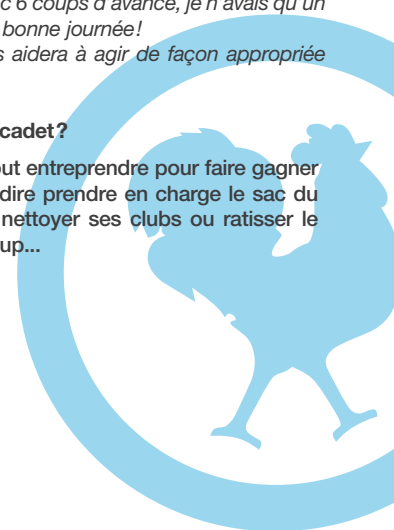 c 6 coups d'avance, je n'avais qu'un
bonne journée!
s aidera à agir de façon appropriée
cadet?
out entreprendre pour faire gagner
dire prendre en charge le sac du
nettoyer ses clubs ou ratisser le
up...